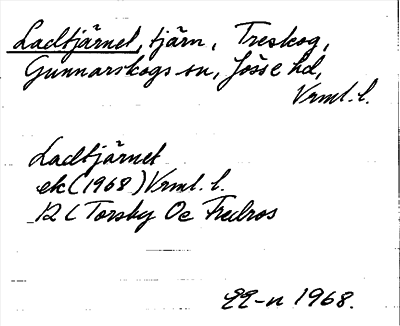 Ladtjärnet, tjärn, Treskog,
Gunnarskogs sn, Jösse hd,
Vrml. l.
Ladtjärnet
ek (1968) Vrml. l.
12 C Torsby Oe Fredros
EE-n 1968.